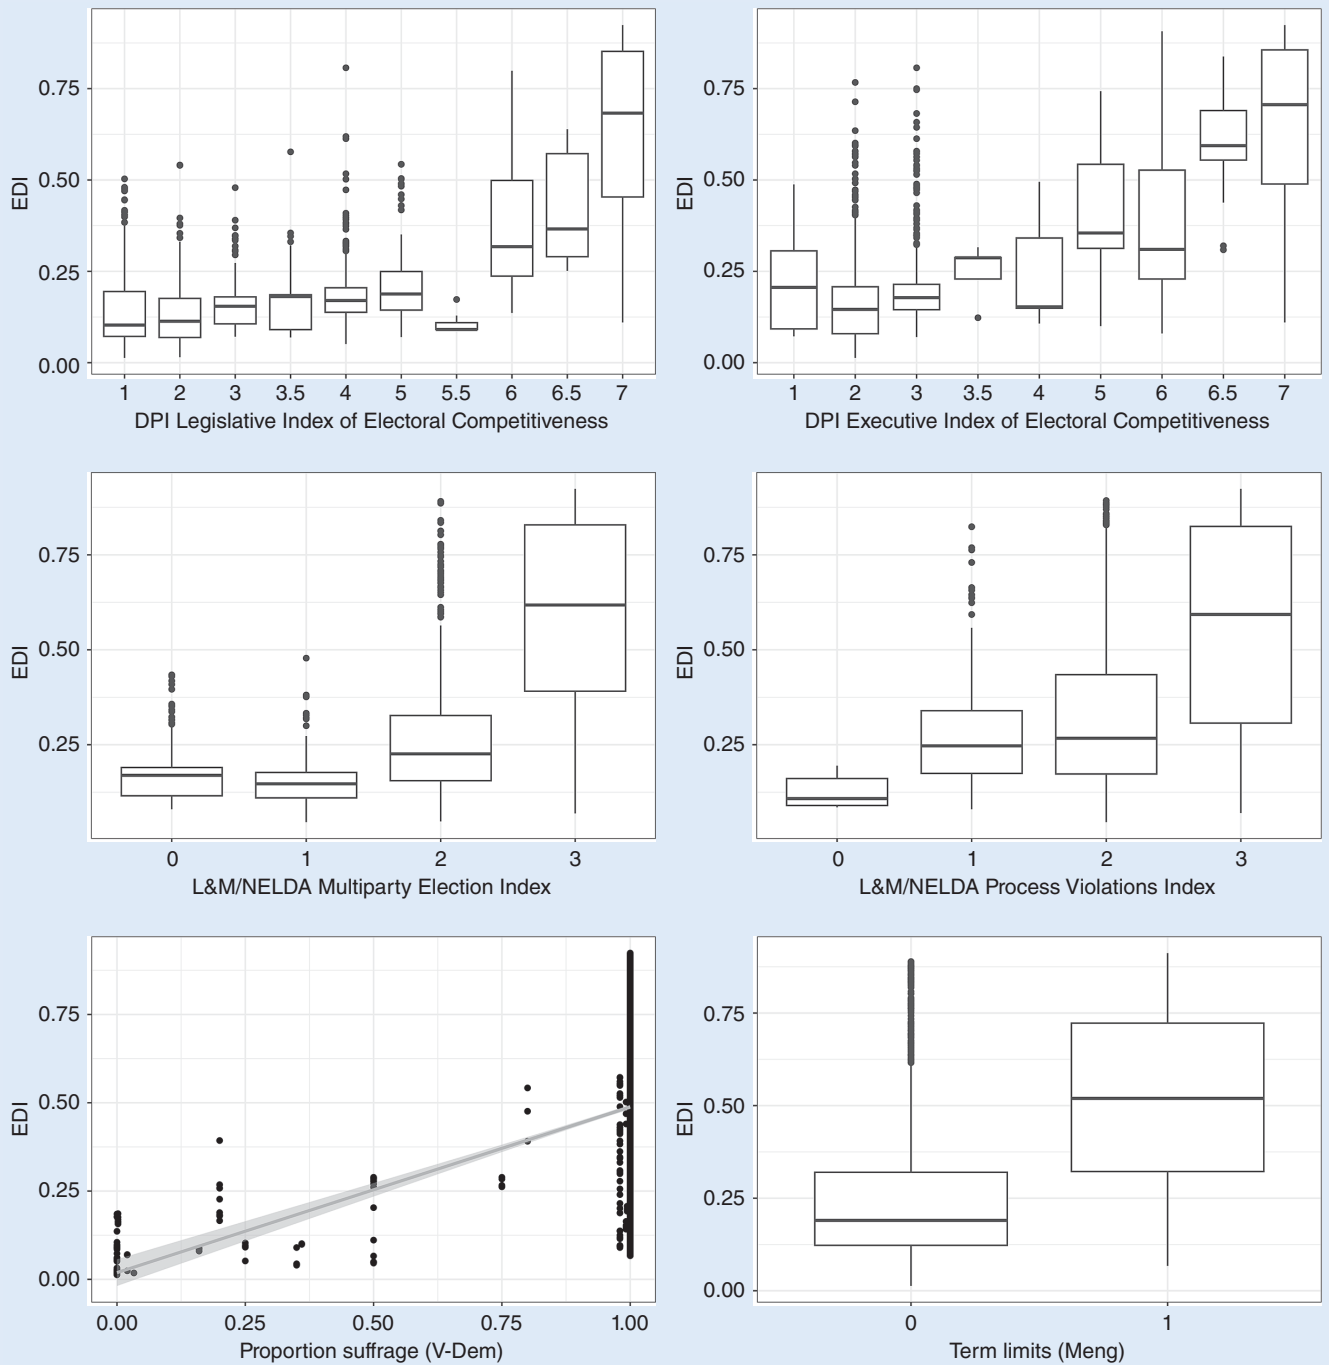 EDI
0.75
0.50
0.25
0.00
1 2 3 3.5 4 5 5.5 6 6.5 7
DPI Legislative Index of Electoral Competitiveness
EDI
0.75
0.50
0.25
0.00
1 2 3 3.5 4 5 6 6.5 7
DPI Executive Index of Electoral Competitiveness
EDI
0.75
0.50
0.25
0 1 2 3
L&M/NELDA Multiparty Election Index
EDI
0.75
0.50
0.25
0 1 2 3
L&M/NELDA Process Violations Index
EDI
0.75
0.50
0.25
0.00
0.00 0.25 0.50 0.75 1.00
Proportion suffrage (V-Dem)
EDI
0.75
0.50
0.25
0.00
0 1
Term limits (Meng)